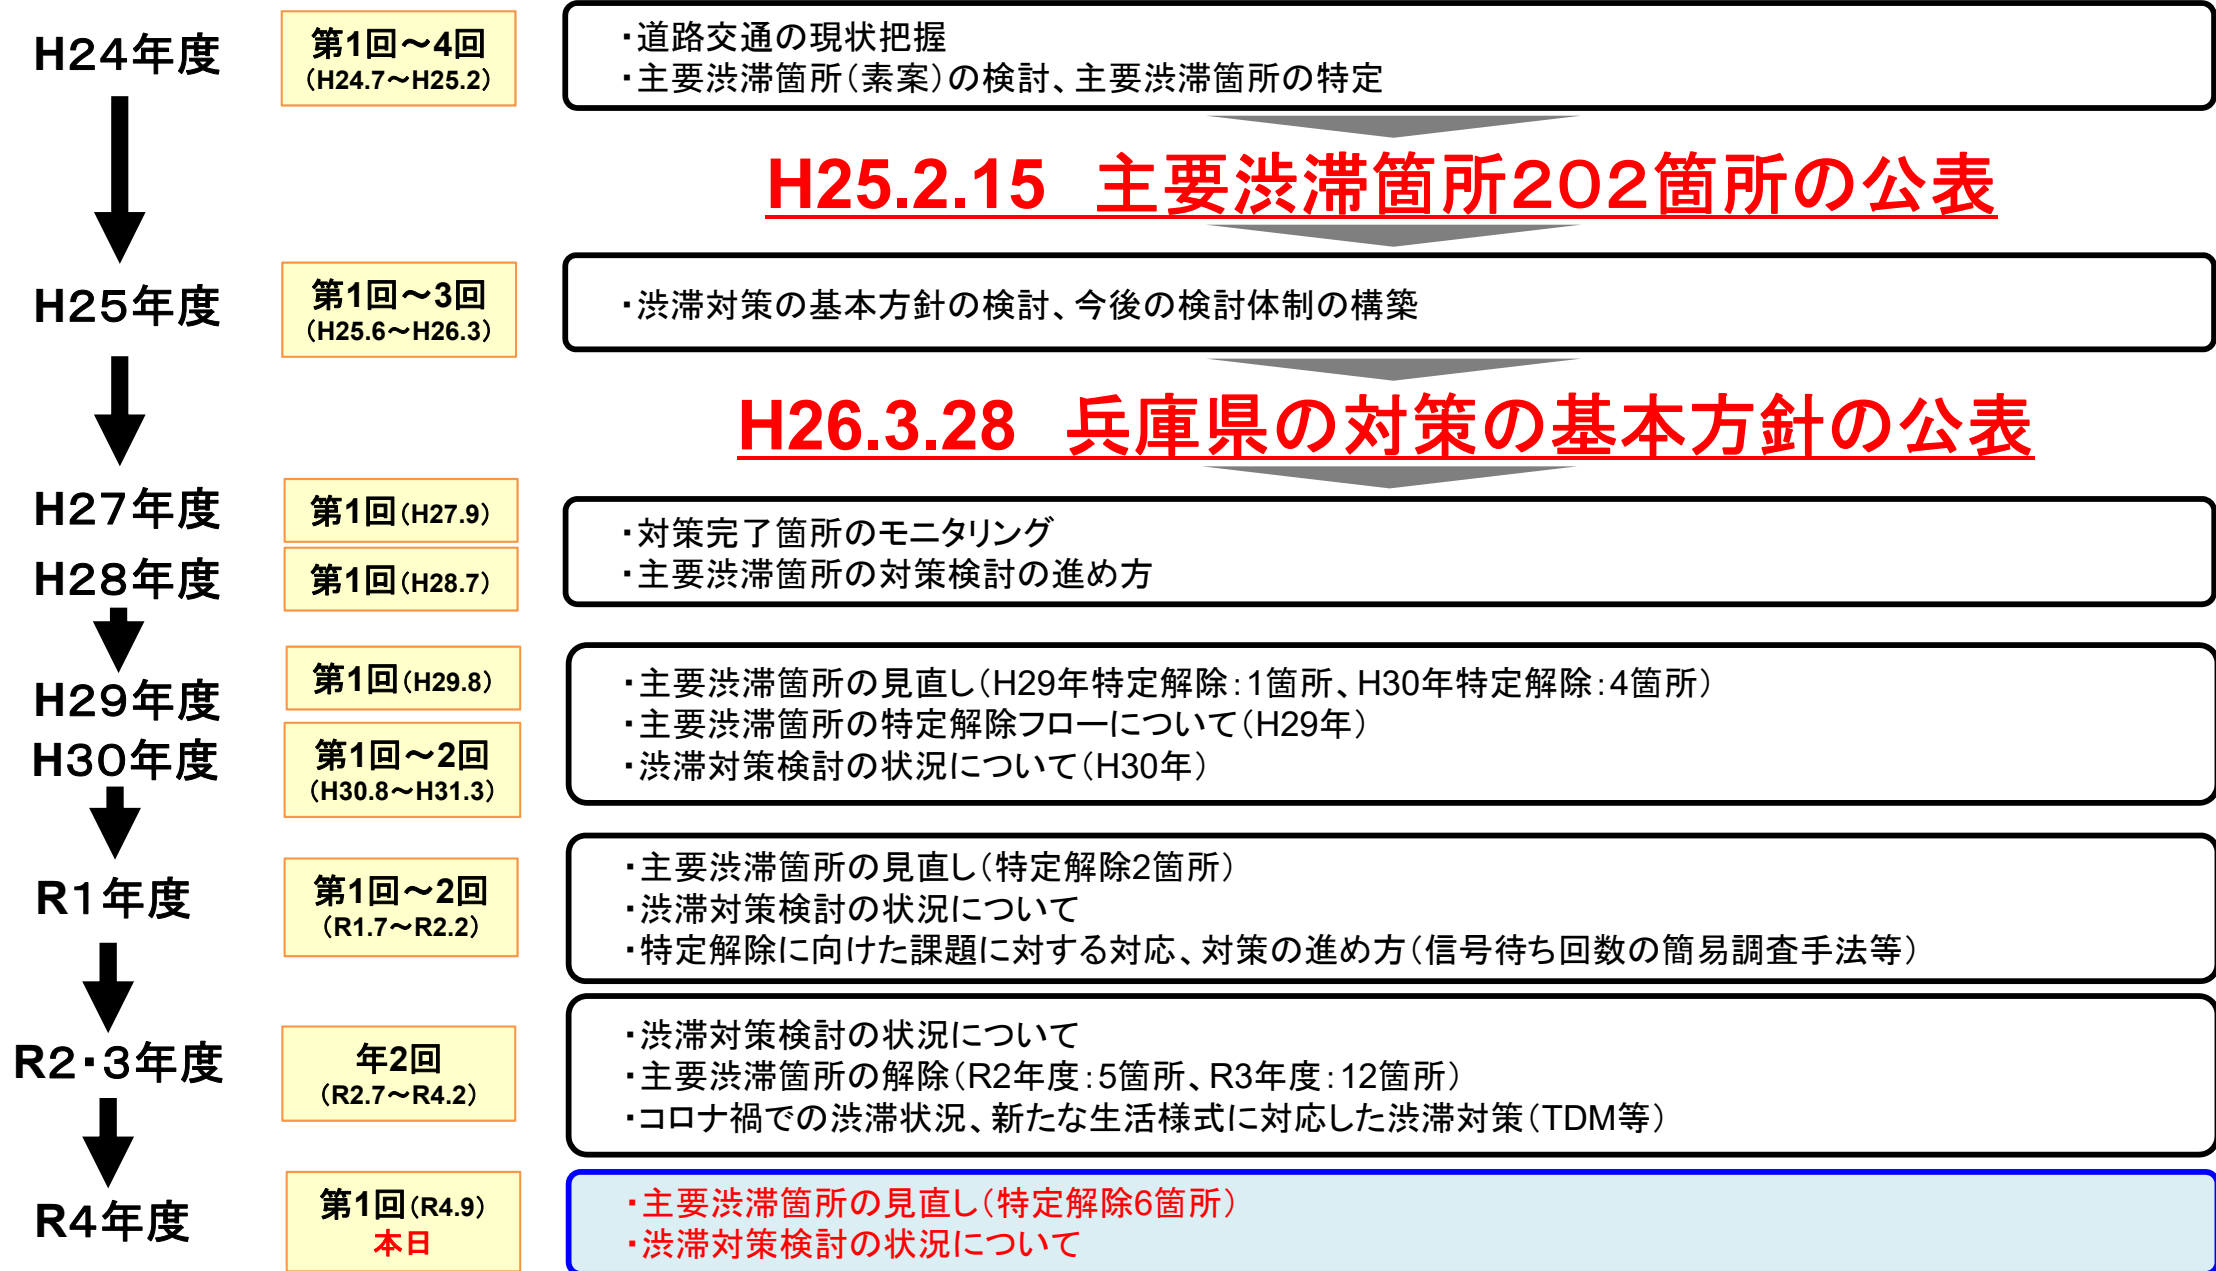 H24年度
第1回～4回
（H24.7～H25.2）
・道路交通の現状把握
・主要渋滞箇所（素案）の検討、主要渋滞箇所の特定
H25.2.15　主要渋滞箇所２０２箇所の公表
H25年度
第1回～3回
（H25.6～H26.3）
・渋滞対策の基本方針の検討、今後の検討体制の構築
H26.3.28　兵庫県の対策の基本方針の公表
H27年度
第1回（H27.9）
H28年度
第1回（H28.7）
・対策完了箇所のモニタリング
・主要渋滞箇所の対策検討の進め方
H29年度
第1回（H29.8）
H30年度
第1回～2回
（H30.8～H31.3）
・主要渋滞箇所の見直し（H29年特定解除：1箇所、H30年特定解除：4箇所）
・主要渋滞箇所の特定解除フローについて（H29年）
・渋滞対策検討の状況について（H30年）
R1年度
第1回～2回
（R1.7～R2.2）
・主要渋滞箇所の見直し（特定解除2箇所）
・渋滞対策検討の状況について
・特定解除に向けた課題に対する対応、対策の進め方（信号待ち回数の簡易調査手法等）
R2・3年度
年2回
（R2.7～R4.2）
・渋滞対策検討の状況について
・主要渋滞箇所の解除（R2年度：5箇所、R3年度：12箇所）
・コロナ禍での渋滞状況、新たな生活様式に対応した渋滞対策（TDM等）
R4年度
第1回（R4.9）
本日
・主要渋滞箇所の見直し（特定解除6箇所）
・渋滞対策検討の状況について